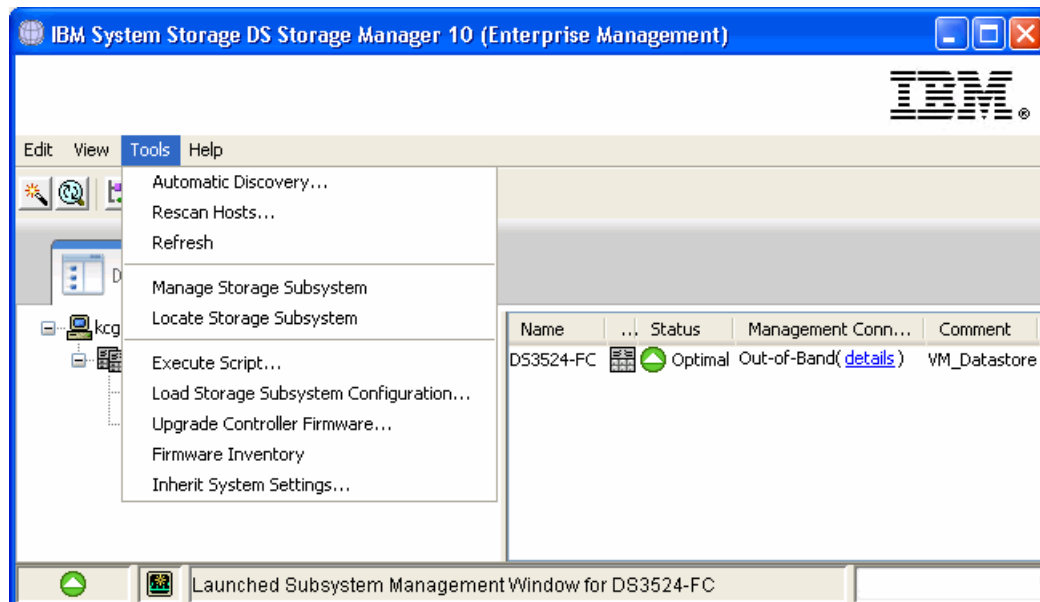 IBM System Storage DS Storage Manager 10 (Enterprise Management)
IBM®
Edit View Tools Help
Automatic Discovery...
Rescan Hosts...
Refresh
D
Manage Storage Subsystem
Locate Storage Subsystem
kcg
Name ... Status Management Conn... Comment
DS3524-FC Optimal Out-of-Band( details ) VM_Datastore
Execute Script...
Load Storage Subsystem Configuration...
Upgrade Controller Firmware...
Firmware Inventory
Inherit System Settings...
Launched Subsystem Management Window for DS3524-FC